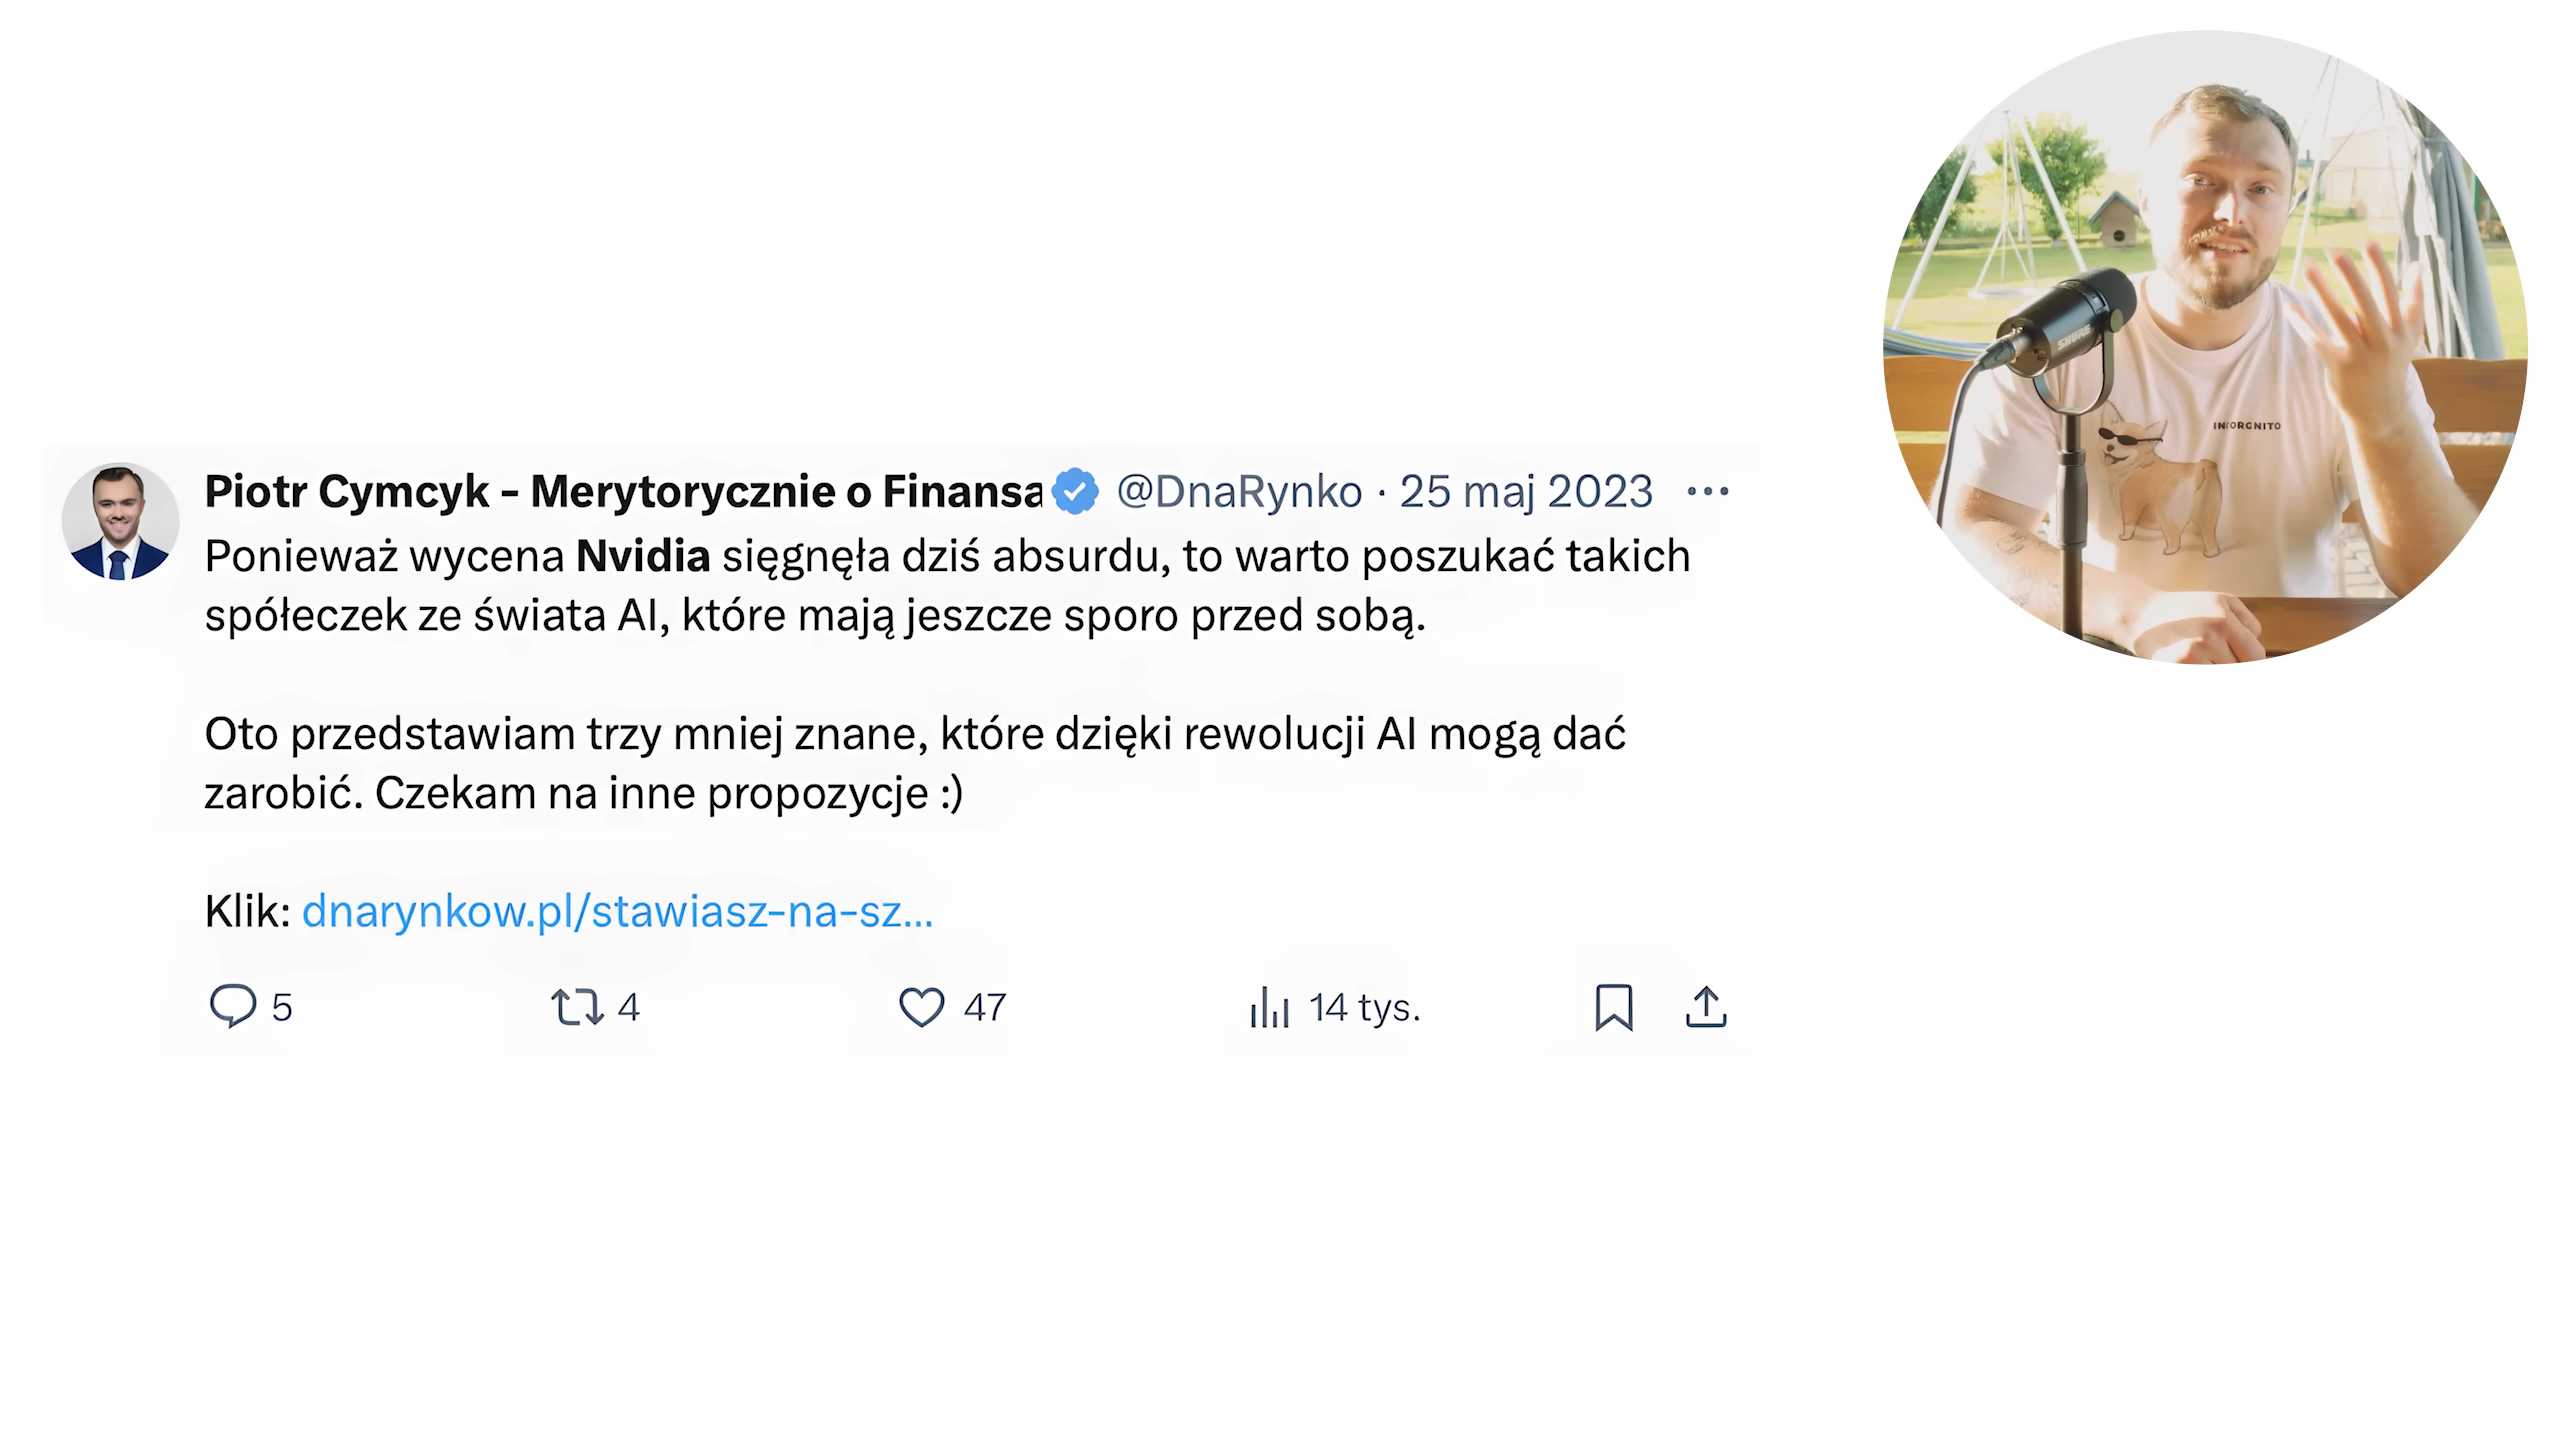 Piotr Cymcyk - Merytorycznie o Finansa @DnaRynko · 25 maj 2023
Ponieważ wycena Nvidia sięgnęła dziś absurdu, to warto poszukać takich
spółeczek ze świata AI, które mają jeszcze sporo przed sobą.
Oto przedstawiam trzy mniej znane, które dzięki rewolucji AI mogą dać
zarobić. Czekam na inne propozycje :)
Klik: dnarynkow.pl/stawiasz-na-sz...
5 4 47 14 tys.
SHURE
INCORGNITO